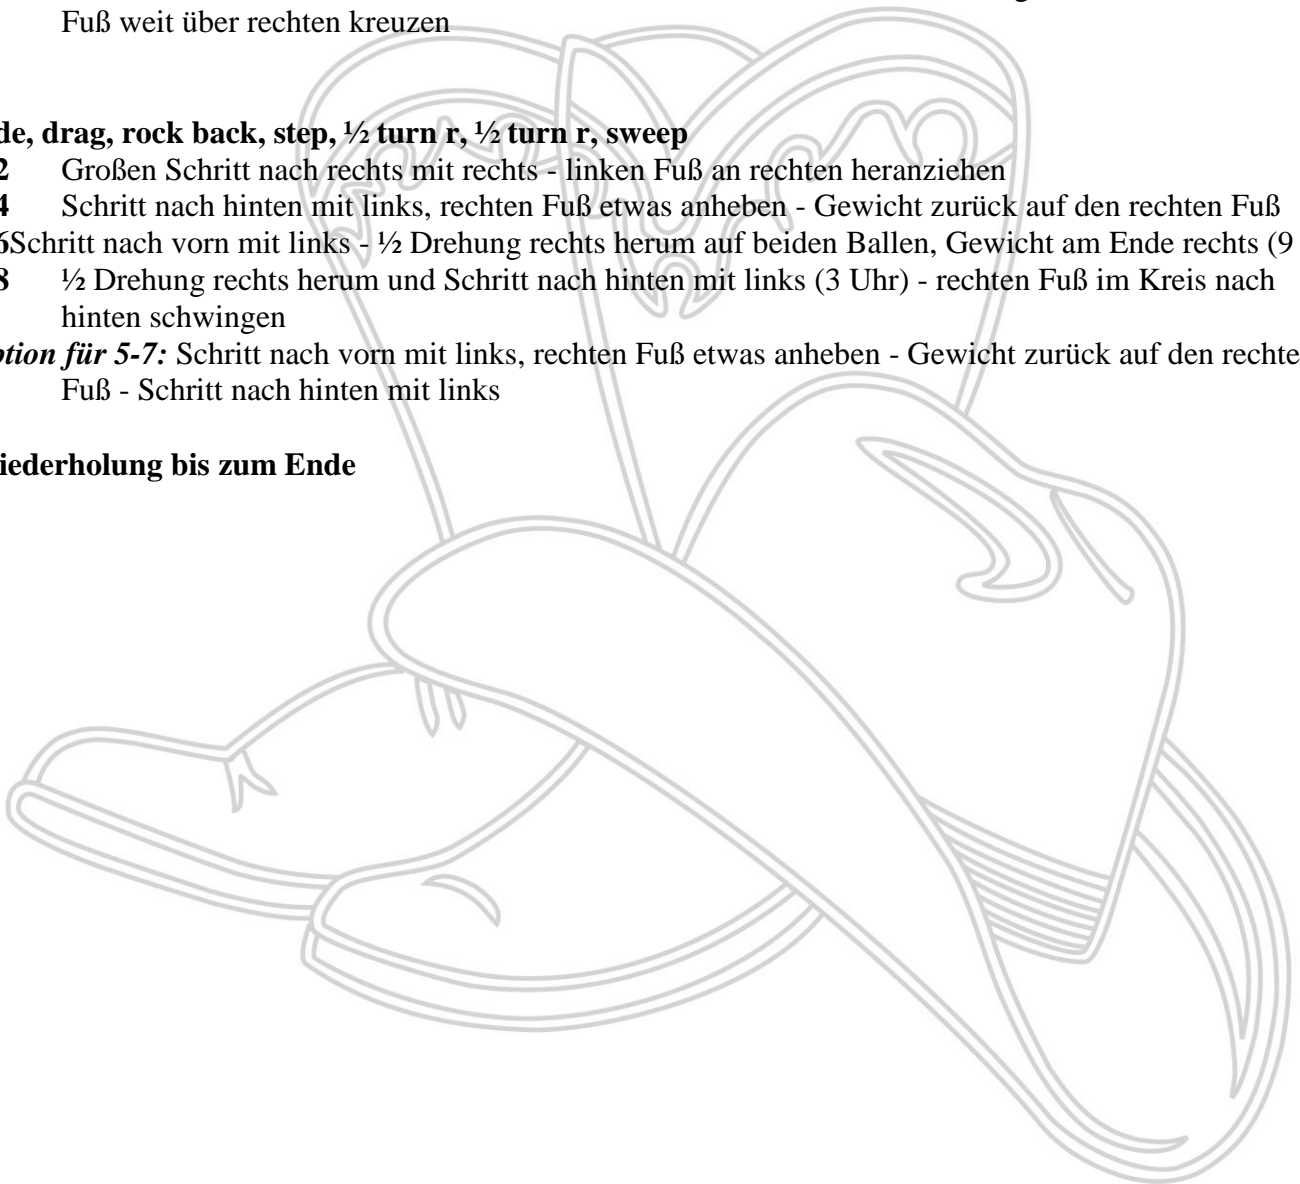 Fuß weit über rechten kreuzen
de, drag, rock back, step, ½ turn r, ½ turn r, sweep
2 Großen Schritt nach rechts mit rechts - linken Fuß an rechten heranziehen
4 Schritt nach hinten mit links, rechten Fuß etwas anheben - Gewicht zurück auf den rechten Fuß
6Schritt nach vorn mit links - ½ Drehung rechts herum auf beiden Ballen, Gewicht am Ende rechts (9
8 ½ Drehung rechts herum und Schritt nach hinten mit links (3 Uhr) - rechten Fuß im Kreis nach
hinten schwingen
ption für 5-7: Schritt nach vorn mit links, rechten Fuß etwas anheben - Gewicht zurück auf den rechte
Fuß - Schritt nach hinten mit links
iederholung bis zum Ende